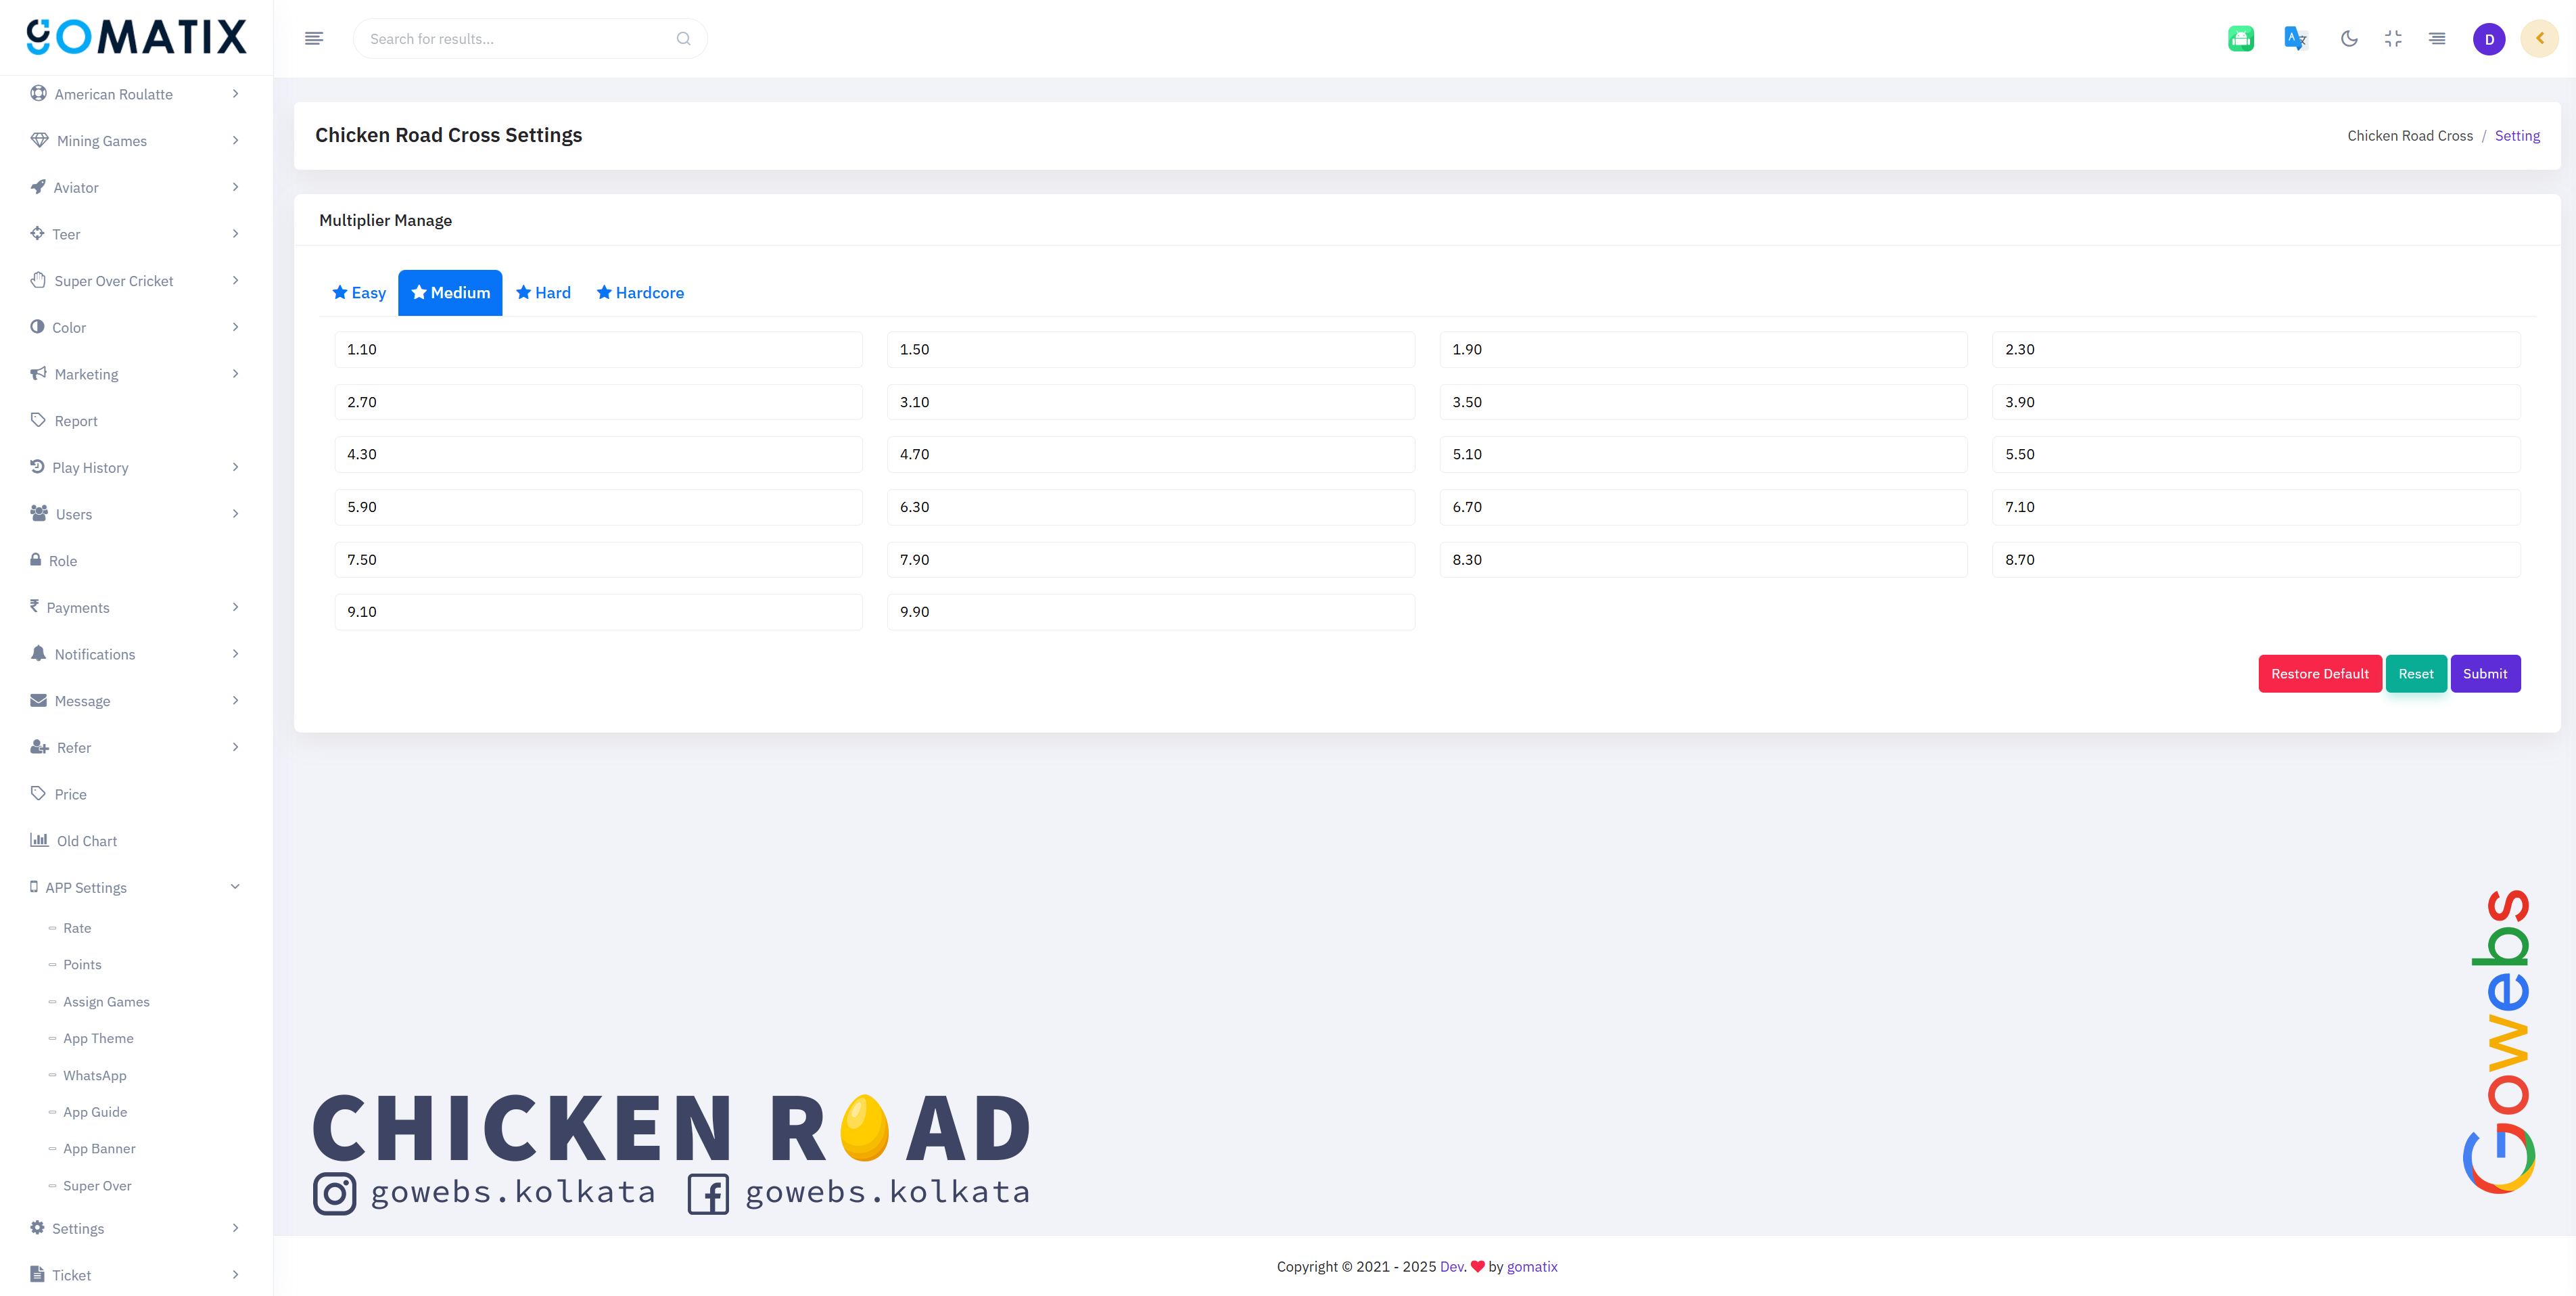 GOMATIX
Search for results...
D
American Roulatte
Mining Games
Aviator
Teer
Super Over Cricket
Color
Marketing
Report
Play History
Users
Role
Payments
Notifications
Message
Refer
Price
Old Chart
APP Settings
Rate
Points
Assign Games
App Theme
WhatsApp
App Guide
App Banner
Super Over
Settings
Ticket
Chicken Road Cross Settings
Chicken Road Cross / Setting
Multiplier Manage
Easy Medium Hard Hardcore
1.10 1.50 1.90 2.30
2.70 3.10 3.50 3.90
4.30 4.70 5.10 5.50
5.90 6.30 6.70 7.10
7.50 7.90 8.30 8.70
9.10 9.90
Restore Default Reset Submit
CHICKEN ROAD
gowebs.kolkata gowebs.kolkata
Gowebs
Copyright © 2021 - 2025 Dev. ❤ by gomatix